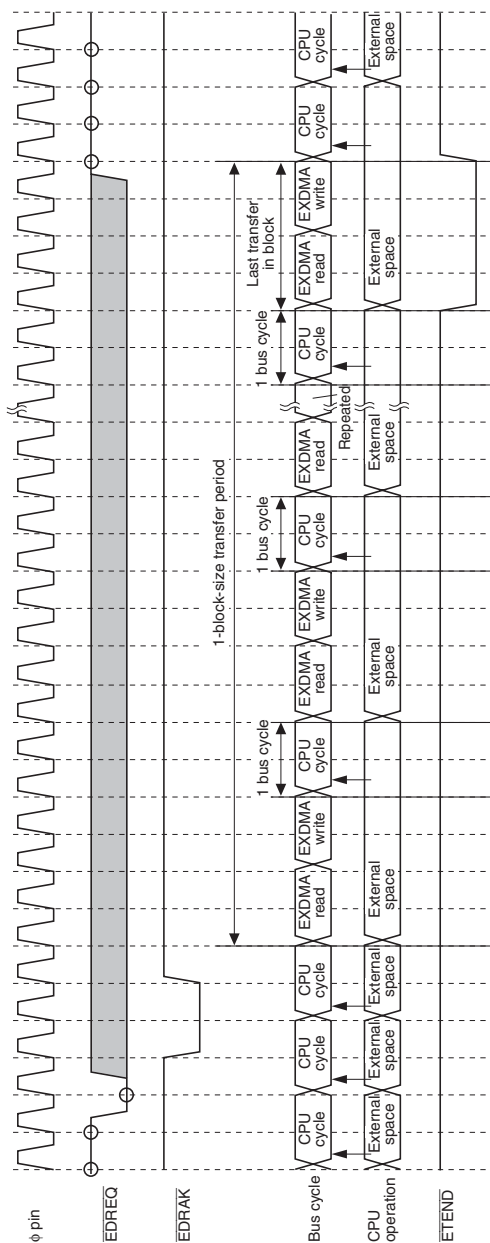 φ pin
EDREQ
EDRAK
1-block-size transfer period
Last transfer
in block
1 bus cycle
1 bus cycle
1 bus cycle
Bus cycle
CPU
cycle
CPU
cycle
CPU
cycle
EXDMA
read
EXDMA
write
CPU
cycle
EXDMA
read
EXDMA
write
CPU
cycle
EXDMA
read
Repeated
CPU
cycle
EXDMA
read
EXDMA
write
CPU
cycle
CPU
cycle
CPU
operation
External
space
External
space
External
space
External
space
External
space
External
space
External
space
External
space
ETEND